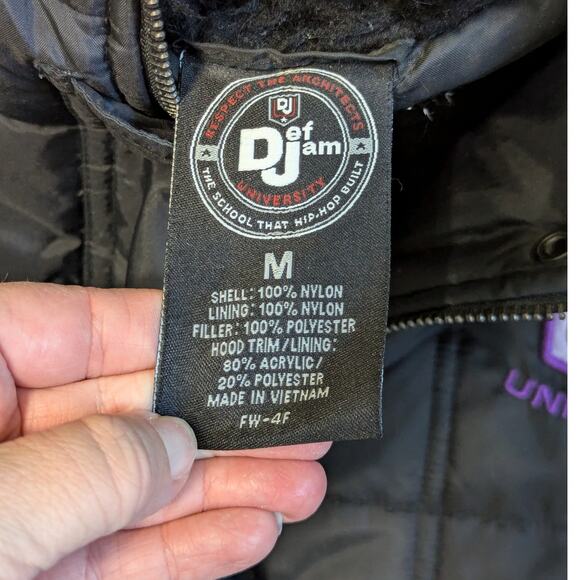 RESPECT THE ARCHITECTS
DJ
Def Jam
UNIVERSITY
THE SCHOOL THAT HIP-HOP BUILT
M
SHELL: 100% NYLON
LINING: 100% NYLON
FILLER: 100% POLYESTER
HOOD TRIM/LINING:
80% ACRYLIC/
20% POLYESTER
MADE IN VIETNAM
FW-4F
UNI